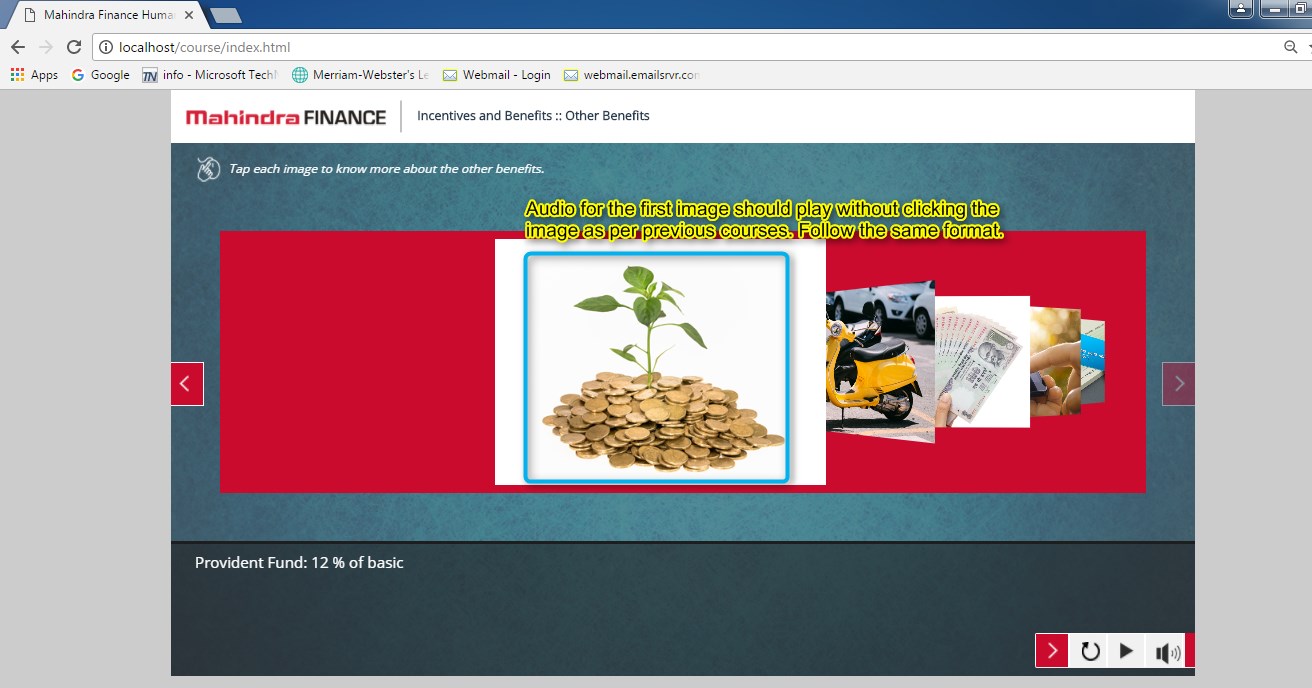 Mahindra Finance Huma
localhost/course/index.html
Apps Google info - Microsoft Tech Merriam-Webster's Le Webmail - Login webmail.emailsrvr.con
Mahindra FINANCE Incentives and Benefits :: Other Benefits
Tap each image to know more about the other benefits.
Audio for the first image should play without clicking the
image as per previous courses. Follow the same format.
Provident Fund: 12 % of basic